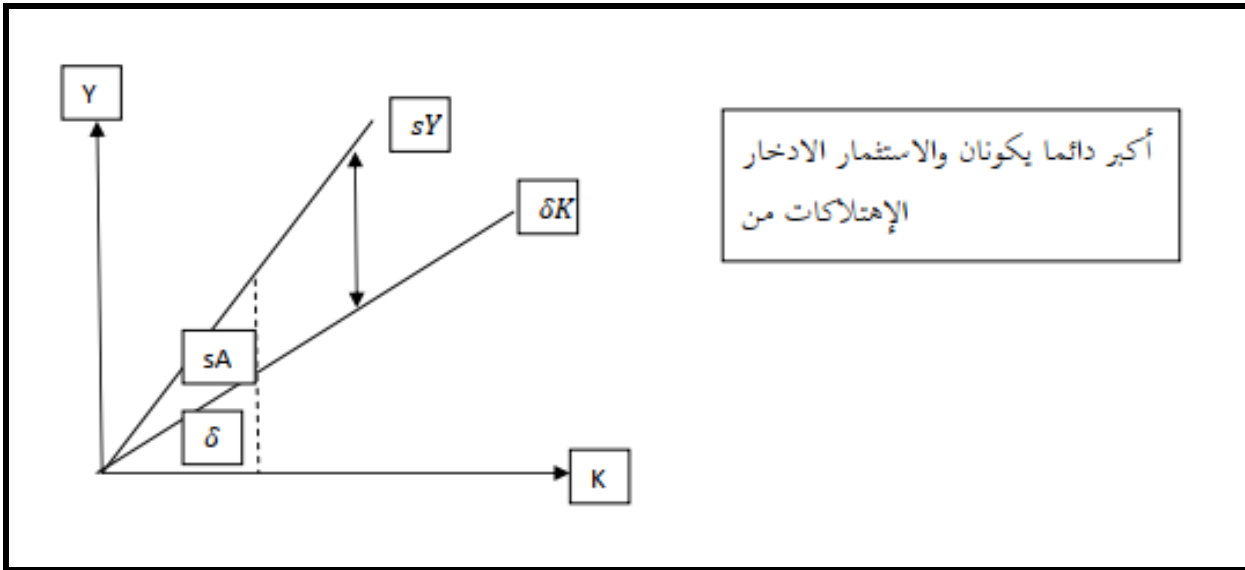 Y
sY
δK
أكبر دائما يكونان والاستثمار الادخار
الإهتلاكات من
sA
δ
K